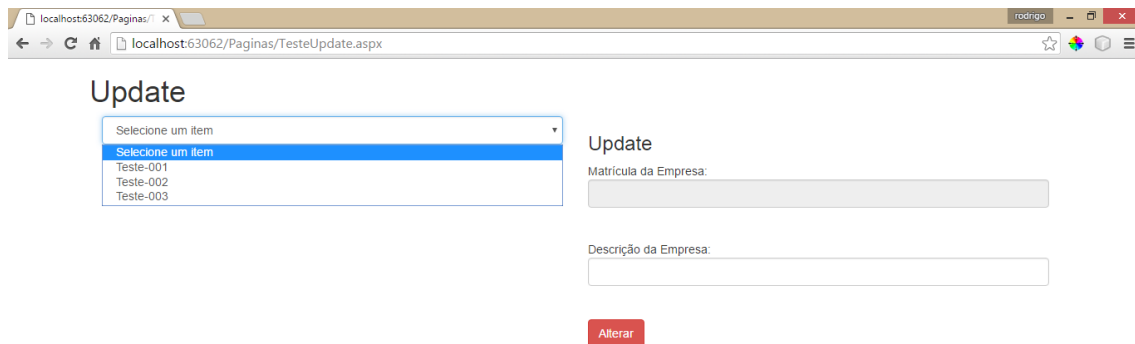 localhost:63062/Paginas/T
rodrigo
localhost:63062/Paginas/TesteUpdate.aspx
Update
Selecione um item
Selecione um item
Teste-001
Teste-002
Teste-003
Update
Matrícula da Empresa:
Descrição da Empresa:
Alterar